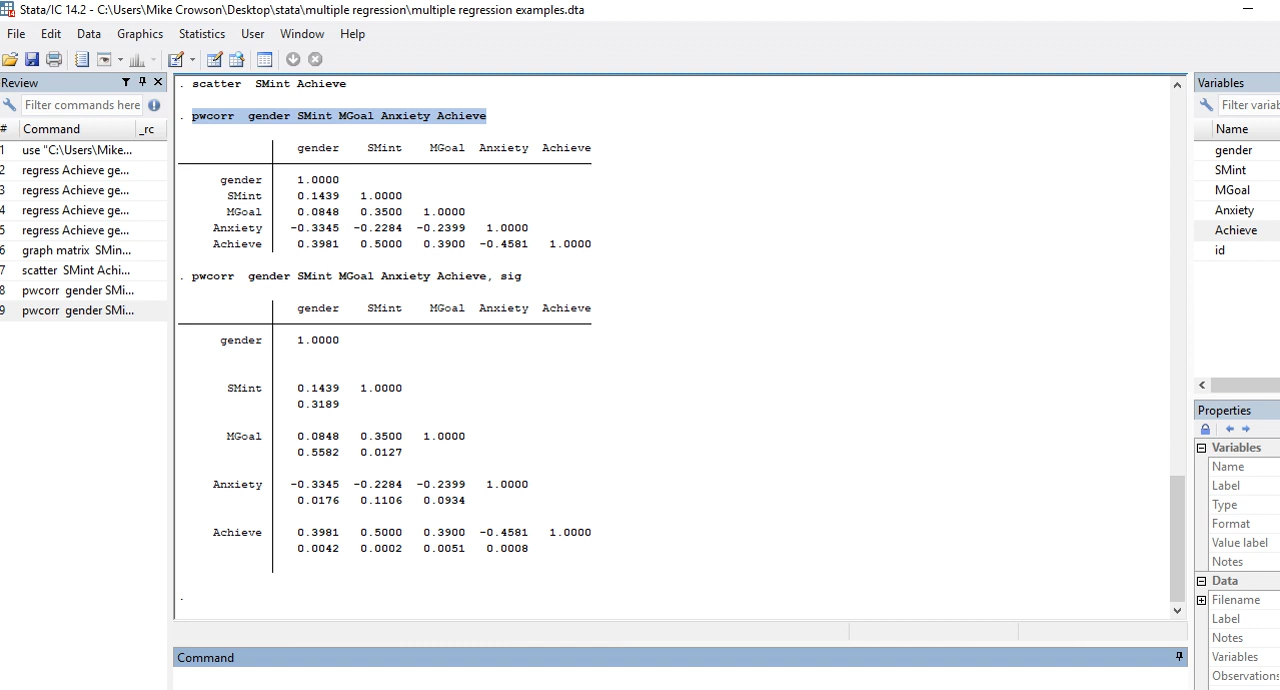 Stata/IC 14.2 - C:\Users\Mike Crowson\Desktop\stata\multiple regression\multiple regression examples.dta
File Edit Data Graphics Statistics User Window Help
Review
Filter commands here
# Command _rc
1 use "C:\Users\Mike...
2 regress Achieve ge...
3 regress Achieve ge...
4 regress Achieve ge...
5 regress Achieve ge...
6 graph matrix SMin...
7 scatter SMint Achi...
8 pwcorr gender SMi...
9 pwcorr gender SMi...
. scatter SMint Achieve
. pwcorr gender SMint MGoal Anxiety Achieve
gender SMint MGoal Anxiety Achieve
gender 1.0000
SMint 0.1439 1.0000
MGoal 0.0848 0.3500 1.0000
Anxiety -0.3345 -0.2284 -0.2399 1.0000
Achieve 0.3981 0.5000 0.3900 -0.4581 1.0000
. pwcorr gender SMint MGoal Anxiety Achieve, sig
gender SMint MGoal Anxiety Achieve
gender 1.0000
SMint 0.1439 1.0000
0.3189
MGoal 0.0848 0.3500 1.0000
0.5582 0.0127
Anxiety -0.3345 -0.2284 -0.2399 1.0000
0.0176 0.1106 0.0934
Achieve 0.3981 0.5000 0.3900 -0.4581 1.0000
0.0042 0.0002 0.0051 0.0008
.
Command
Variables
Filter variab
Name
gender
SMint
MGoal
Anxiety
Achieve
id
Properties
Variables
Name
Label
Type
Format
Value label
Notes
Data
Filename
Label
Notes
Variables
Observations